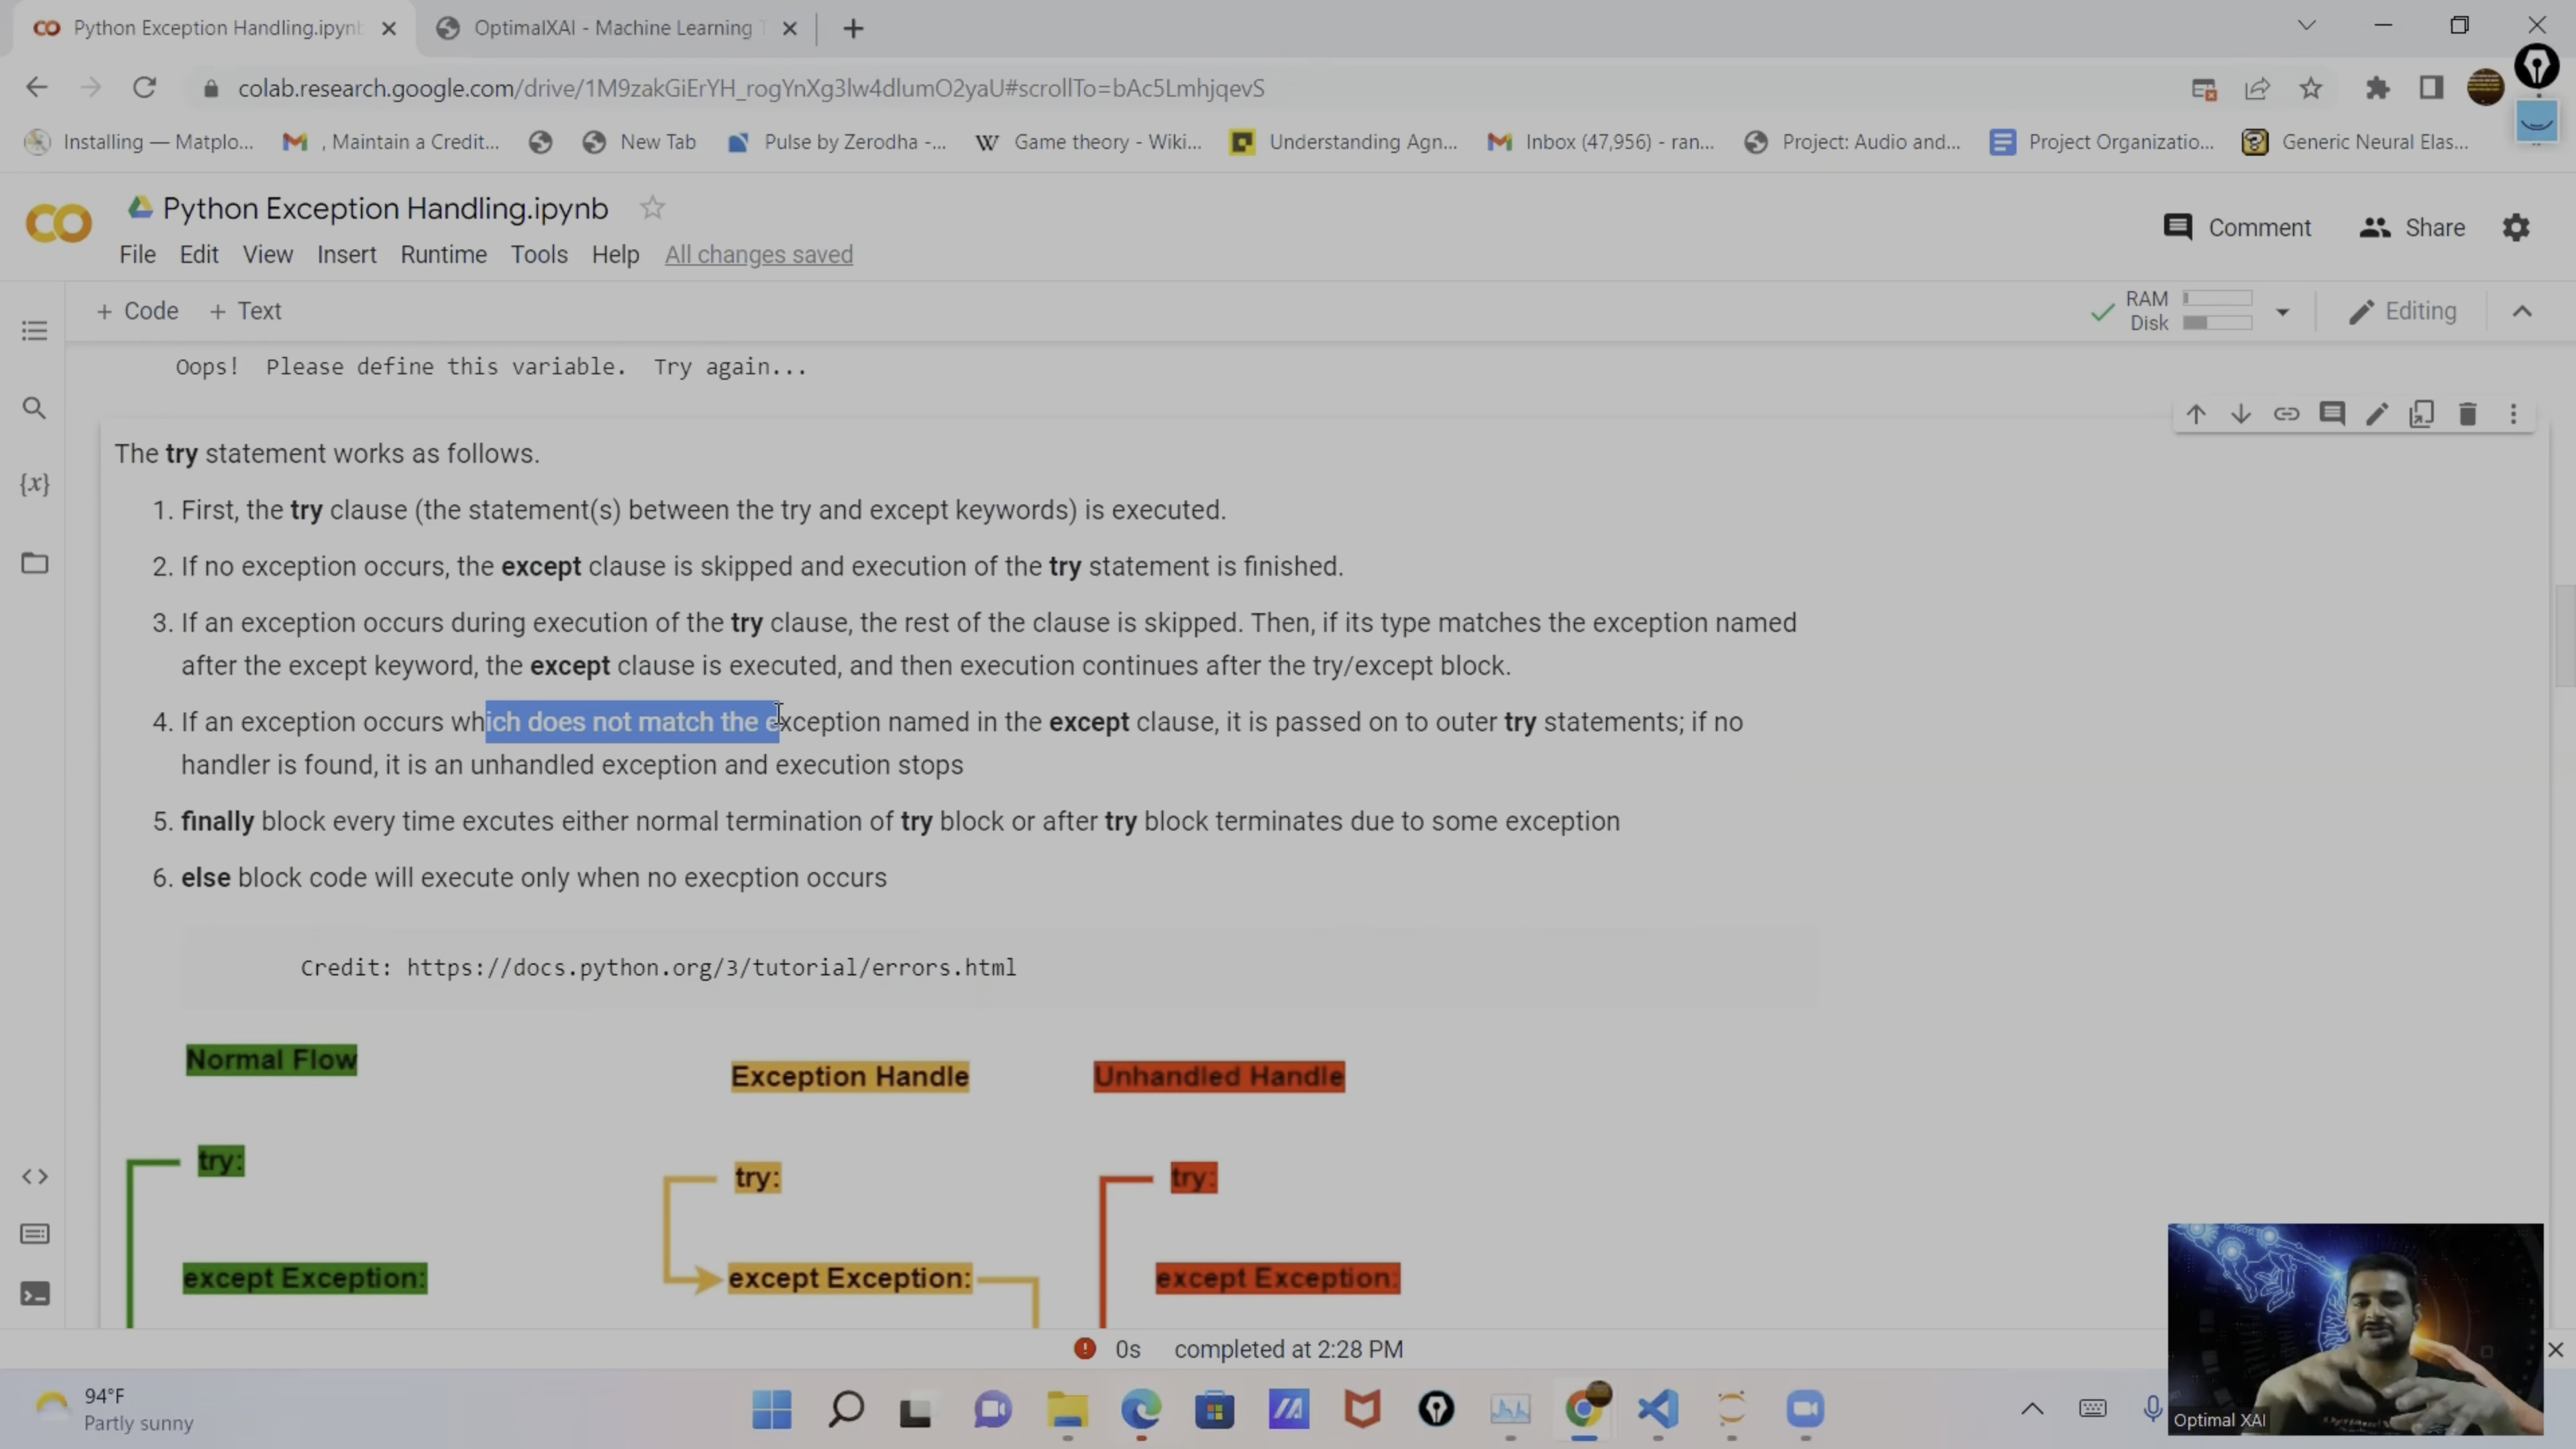 Python Exception Handling.ipynb
OptimalXAI - Machine Learning T
colab.research.google.com/drive/1M9zakGiErYH_rogYnXg3lw4dlumO2yaU#scrollTo=bAc5LmhjqevS
Installing — Matplo...
, Maintain a Credit...
New Tab
Pulse by Zerodha -...
Game theory - Wiki...
Understanding Agn...
Inbox (47,956) - ran...
Project: Audio and...
Project Organizatio...
Generic Neural Elas...
Python Exception Handling.ipynb
Comment
Share
File Edit View Insert Runtime Tools Help All changes saved
+ Code + Text
RAM
Disk
Editing
Oops! Please define this variable. Try again...
The try statement works as follows.
1. First, the try clause (the statement(s) between the try and except keywords) is executed.
2. If no exception occurs, the except clause is skipped and execution of the try statement is finished.
3. If an exception occurs during execution of the try clause, the rest of the clause is skipped. Then, if its type matches the exception named
after the except keyword, the except clause is executed, and then execution continues after the try/except block.
4. If an exception occurs which does not match the exception named in the except clause, it is passed on to outer try statements; if no
handler is found, it is an unhandled exception and execution stops
5. finally block every time excutes either normal termination of try block or after try block terminates due to some exception
6. else block code will execute only when no execption occurs
Credit: https://docs.python.org/3/tutorial/errors.html
Normal Flow
Exception Handle
Unhandled Handle
try:
try:
try:
except Exception:
except Exception:
except Exception:
0s completed at 2:28 PM
94°F
Partly sunny
Optimal XAI